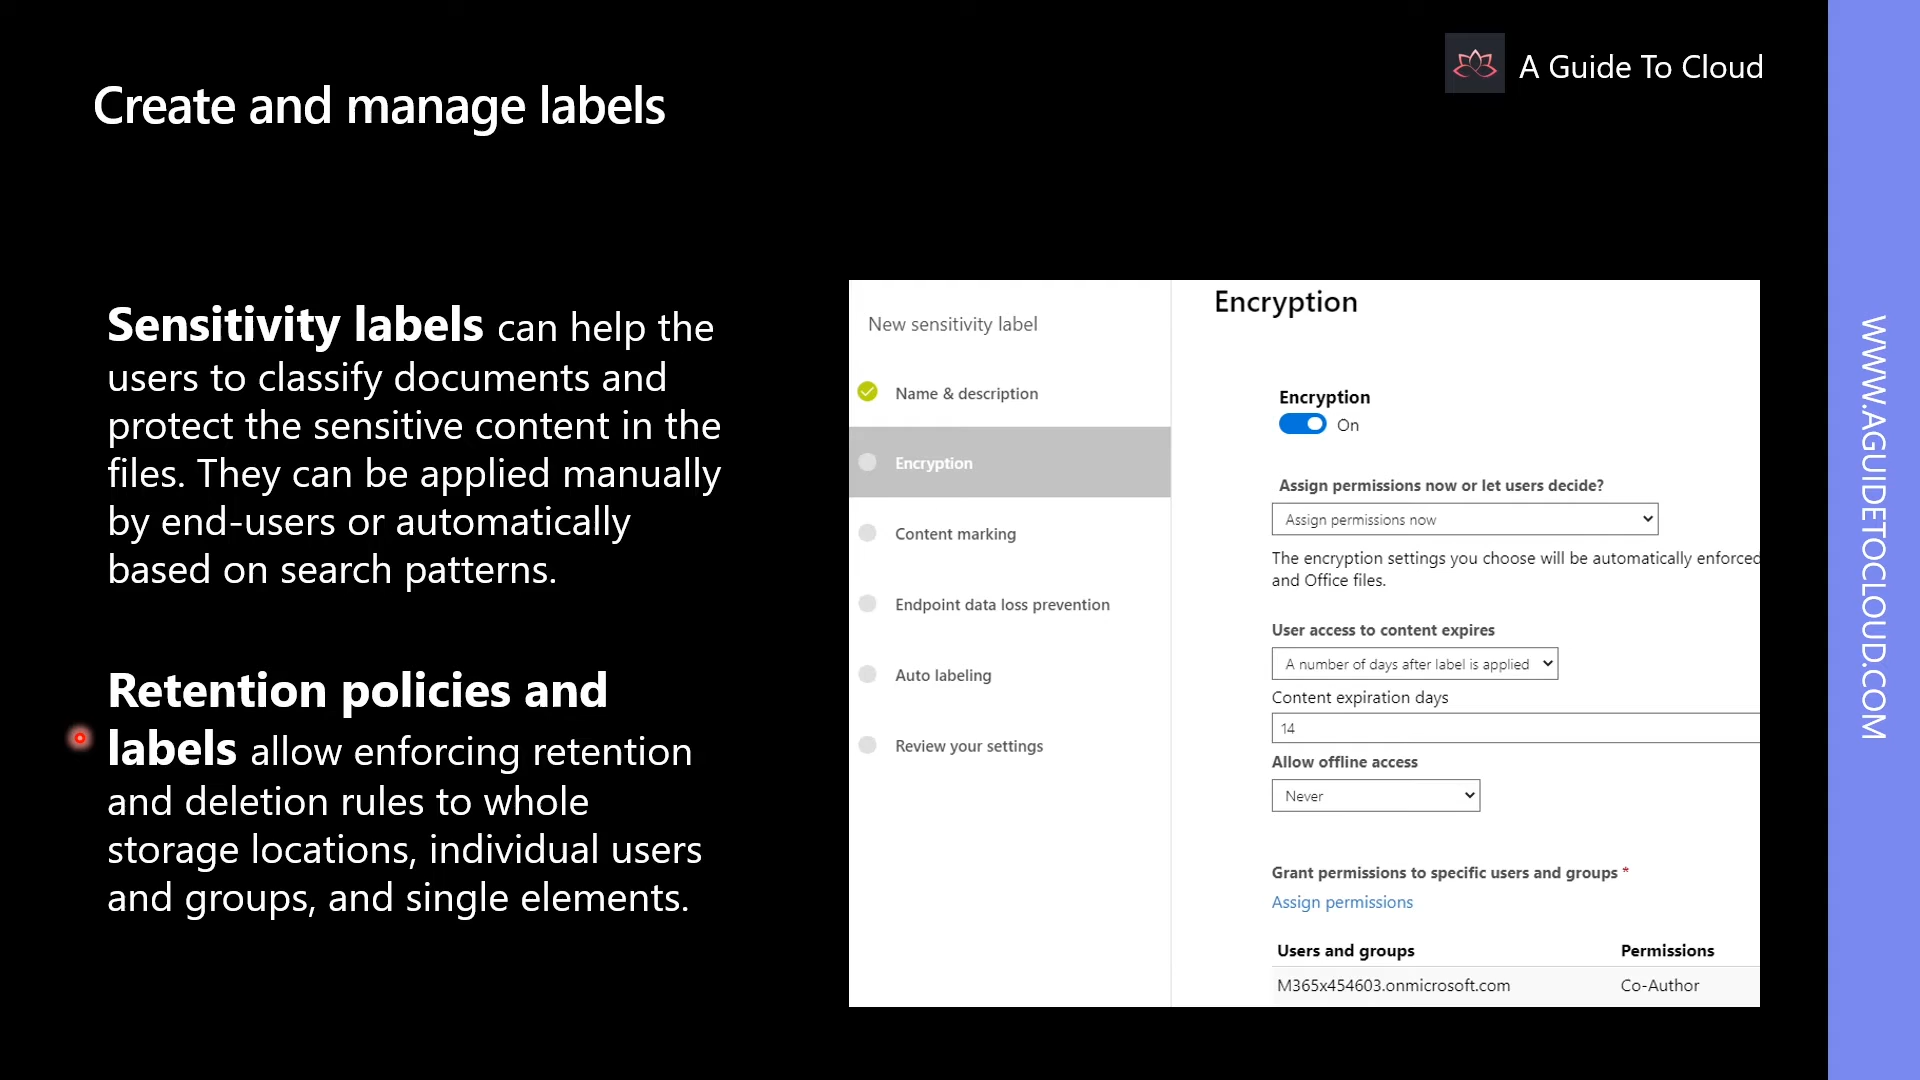 A Guide To Cloud
Create and manage labels
Sensitivity labels can help the
users to classify documents and
protect the sensitive content in the
files. They can be applied manually
by end-users or automatically
based on search patterns.
Retention policies and
labels allow enforcing retention
and deletion rules to whole
storage locations, individual users
and groups, and single elements.
New sensitivity label
Name & description
Encryption
Content marking
Endpoint data loss prevention
Auto labeling
Review your settings
Encryption
Encryption
On
Assign permissions now or let users decide?
Assign permissions now
The encryption settings you choose will be automatically enforced
and Office files.
User access to content expires
A number of days after label is applied
Content expiration days
14
Allow offline access
Never
Grant permissions to specific users and groups *
Assign permissions
Users and groups Permissions
M365x454603.onmicrosoft.com Co-Author
WWW.AGUIDETOCLOUD.COM